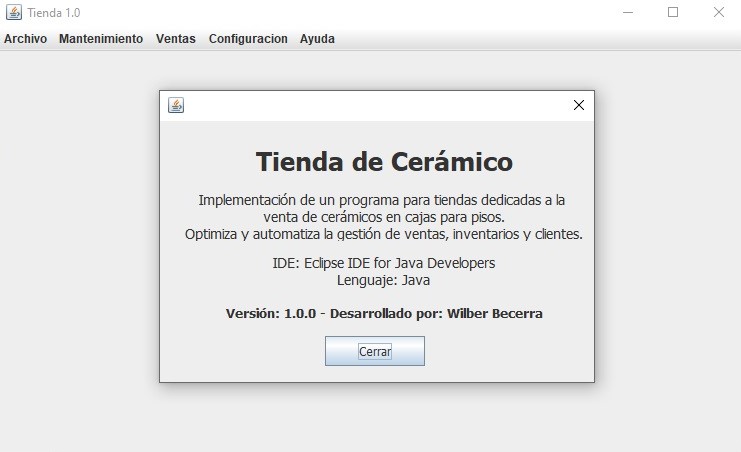 Tienda 1.0
Archivo Mantenimiento Ventas Configuracion Ayuda
Tienda de Cerámico
Implementación de un programa para tiendas dedicadas a la
venta de cerámicos en cajas para pisos.
Optimiza y automatiza la gestión de ventas, inventarios y clientes.
IDE: Eclipse IDE for Java Developers
Lenguaje: Java
Versión: 1.0.0 - Desarrollado por: Wilber Becerra
Cerrar